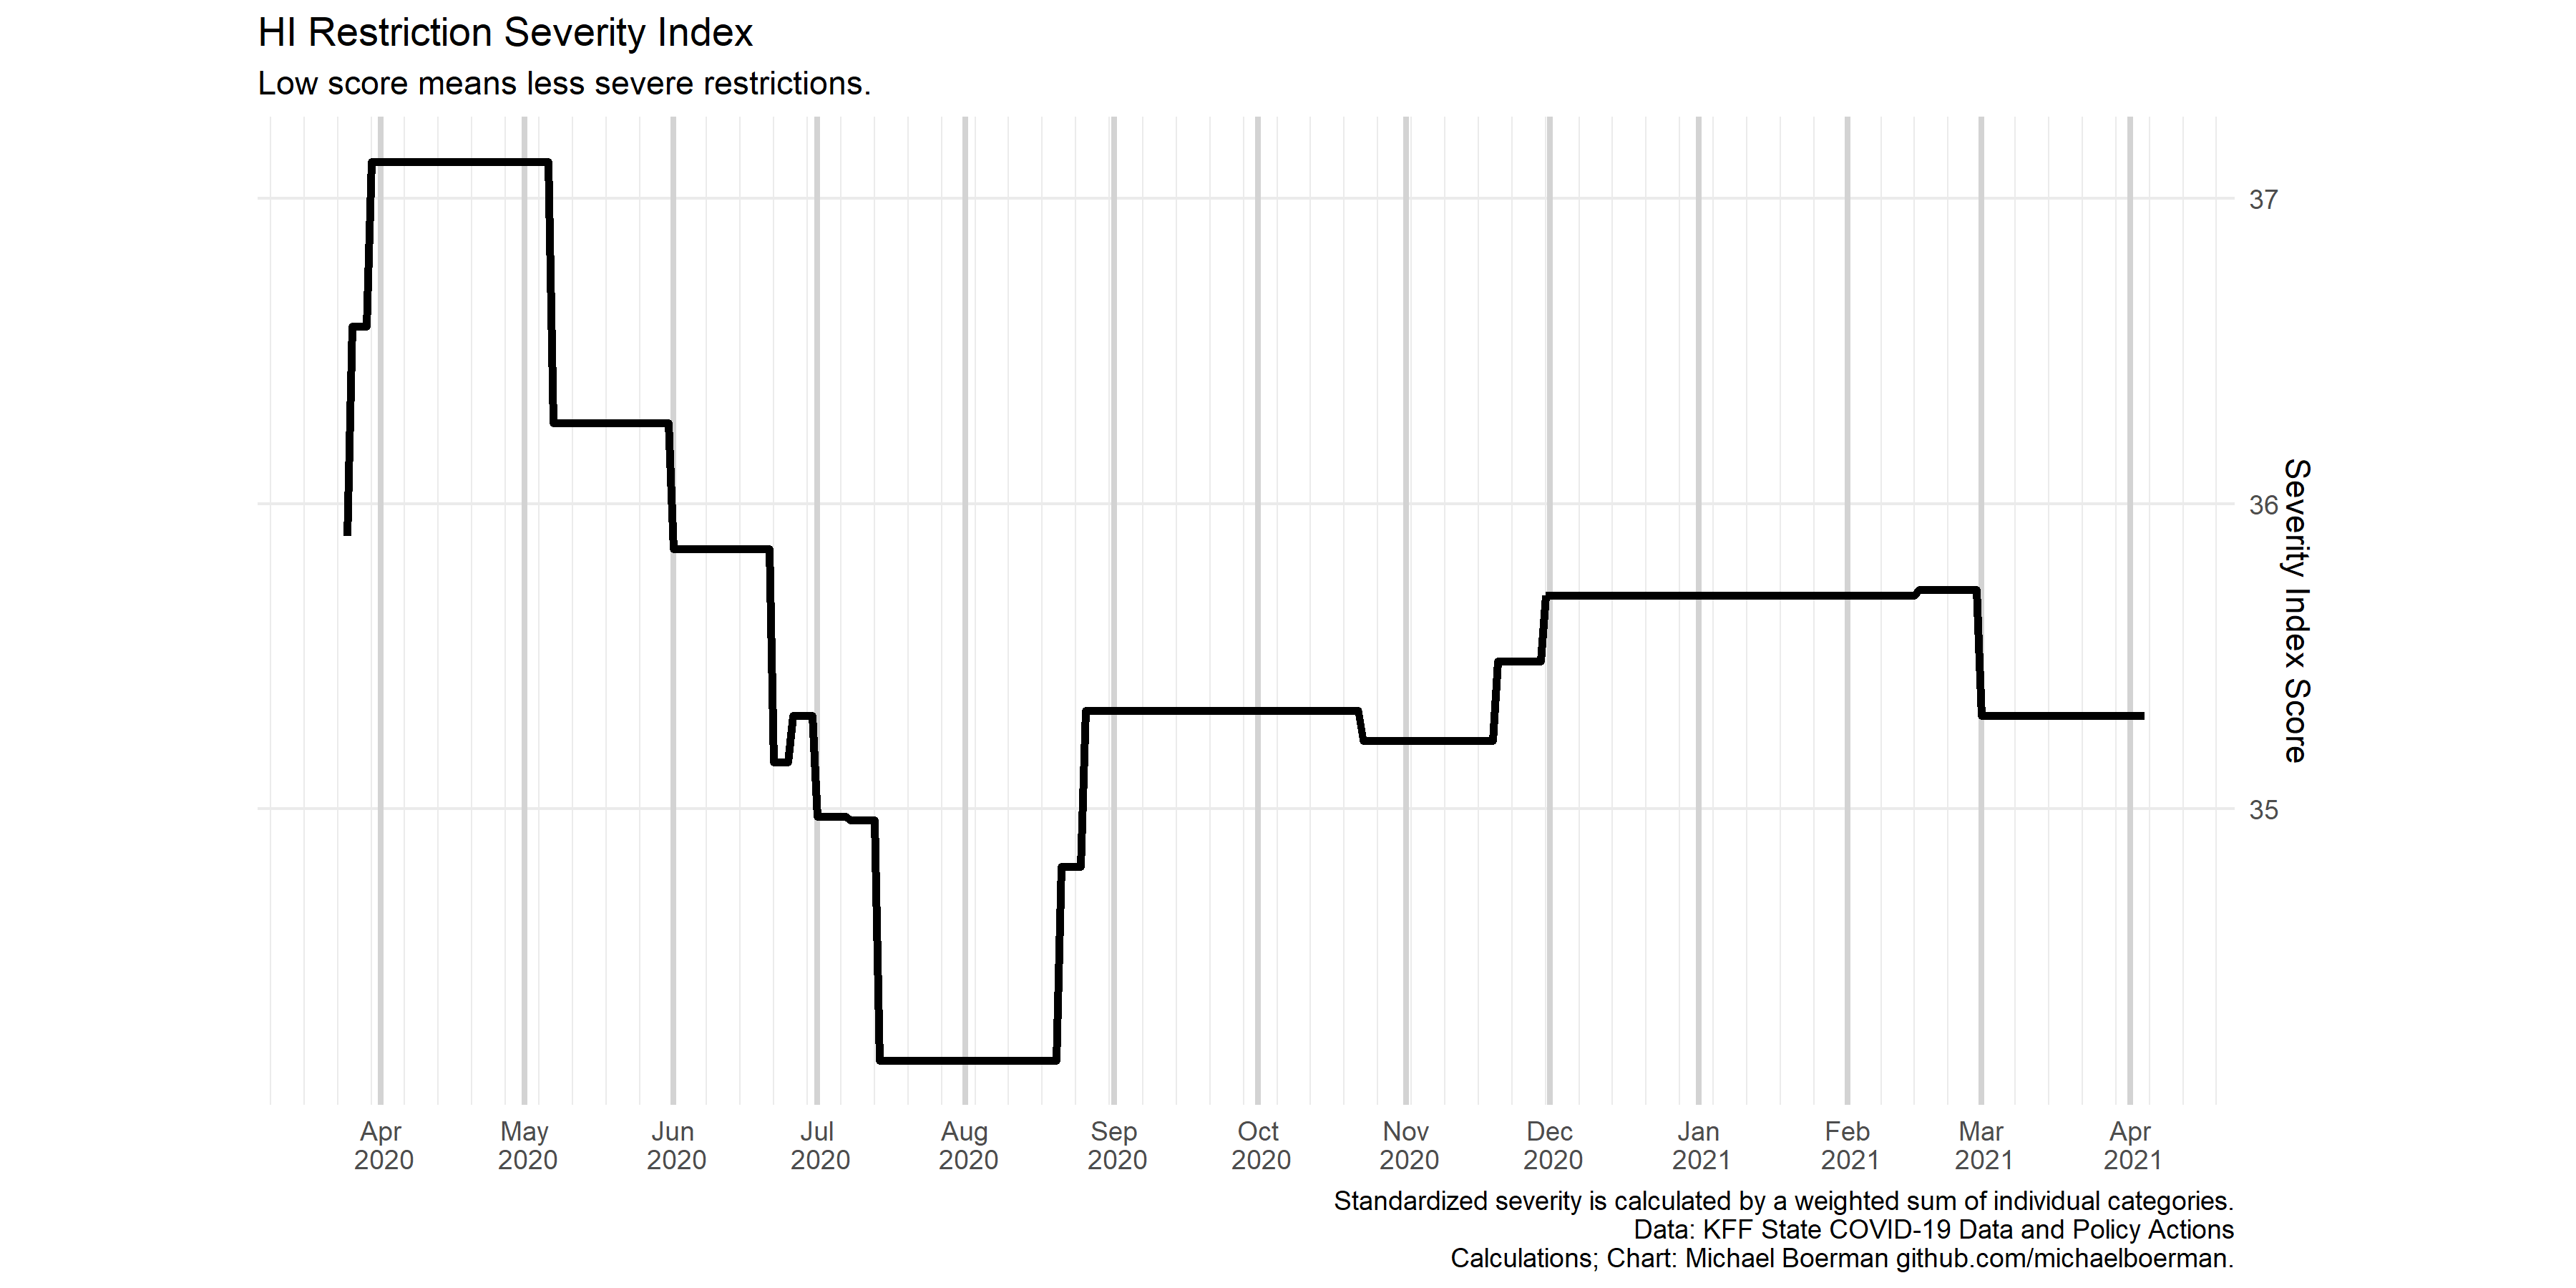 HI Restriction Severity Index
Low score means less severe restrictions.
37
36
35
Severity Index Score
Apr
2020
May
2020
Jun
2020
Jul
2020
Aug
2020
Sep
2020
Oct
2020
Nov
2020
Dec
2020
Jan
2021
Feb
2021
Mar
2021
Apr
2021
Standardized severity is calculated by a weighted sum of individual categories.
Data: KFF State COVID-19 Data and Policy Actions
Calculations; Chart: Michael Boerman github.com/michaelboerman.